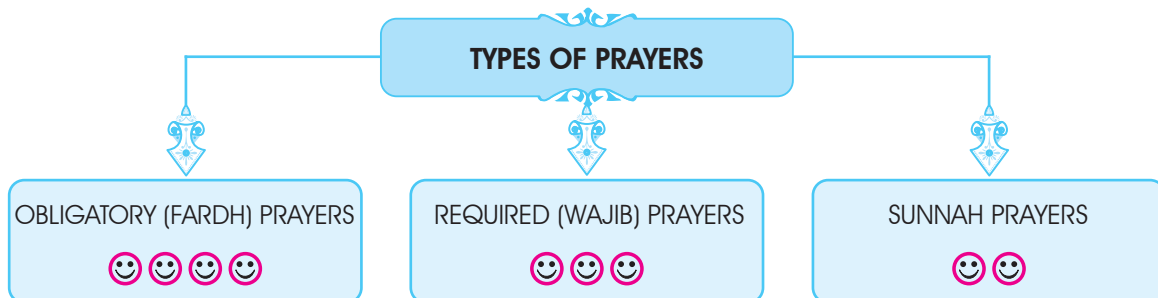 TYPES OF PRAYERS
OBLIGATORY (FARDH) PRAYERS
REQUIRED (WAJIB) PRAYERS
SUNNAH PRAYERS